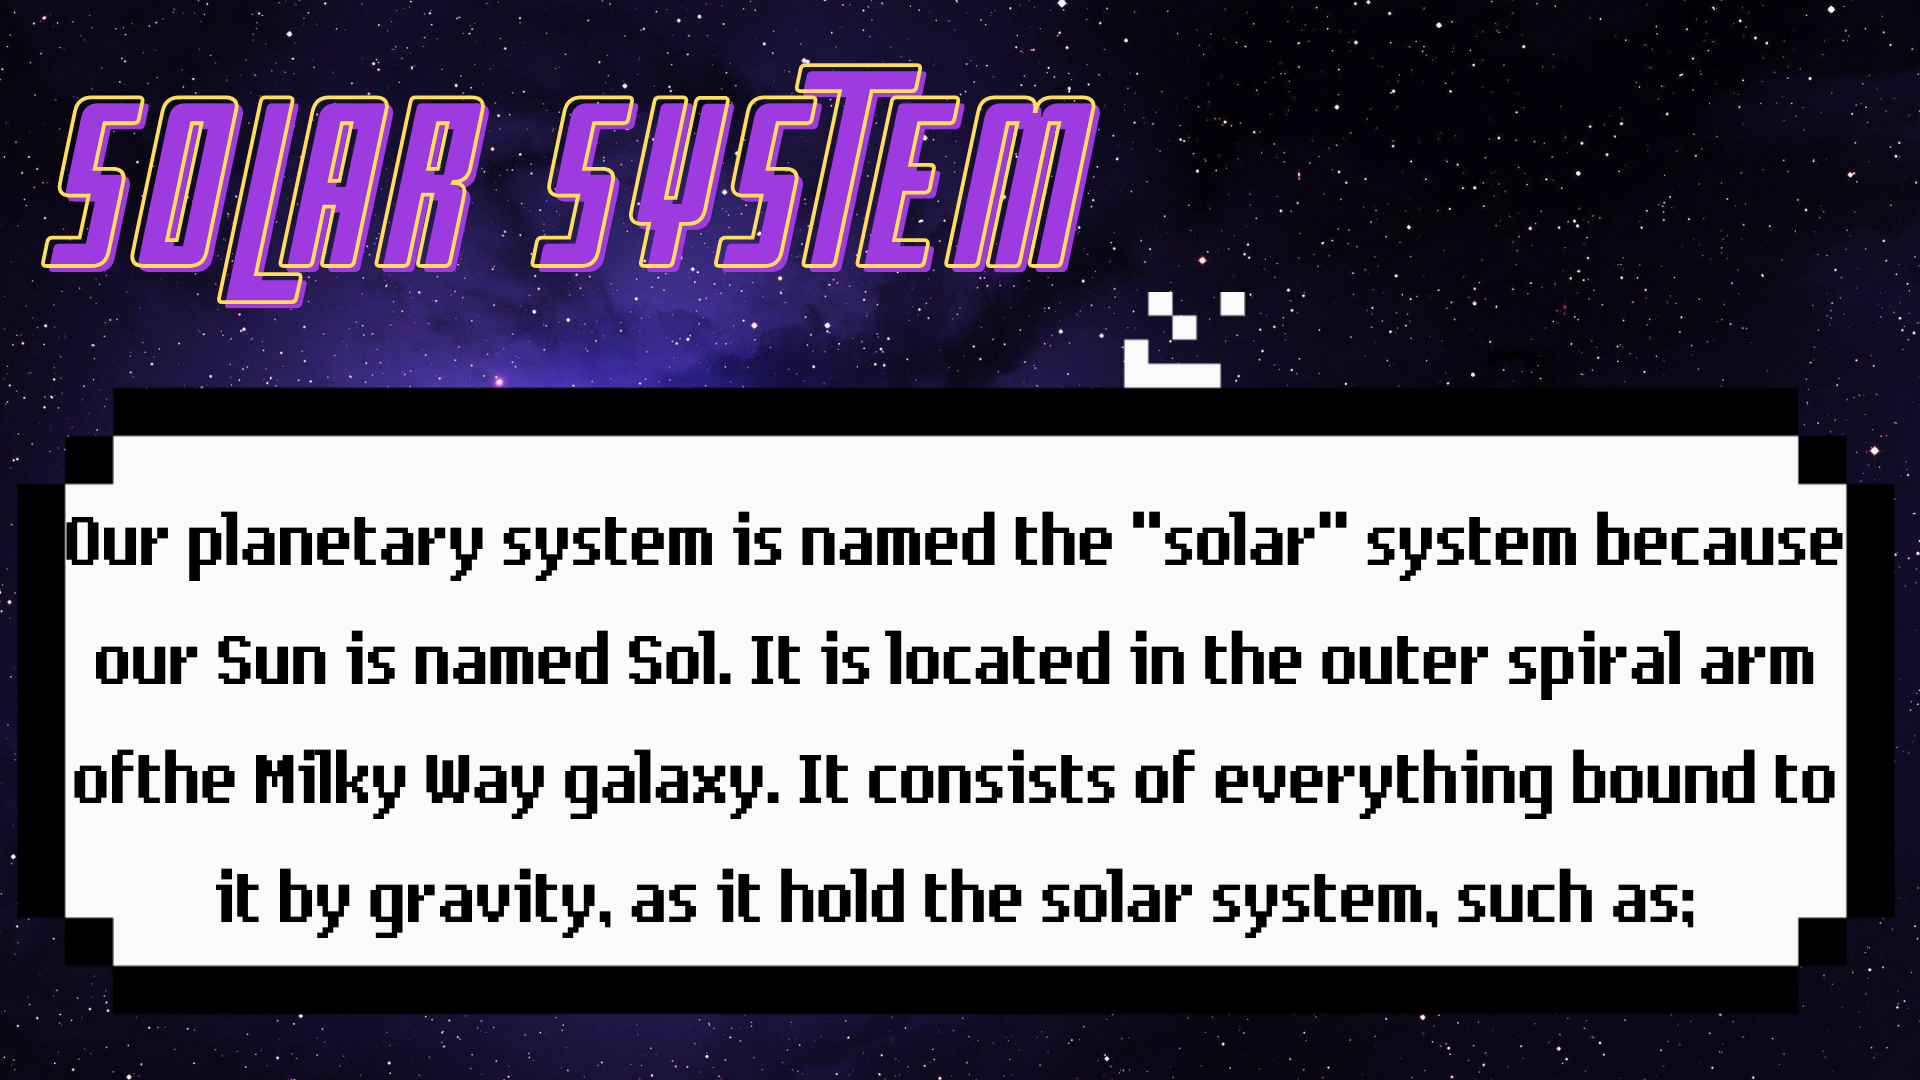 SOLAR SYSTEM
Our planetary system is named the "solar" system because
our Sun is named Sol. It is located in the outer spiral arm
ofthe Milky Way galaxy. It consists of everything bound to
it by gravity, as it hold the solar system, such as;